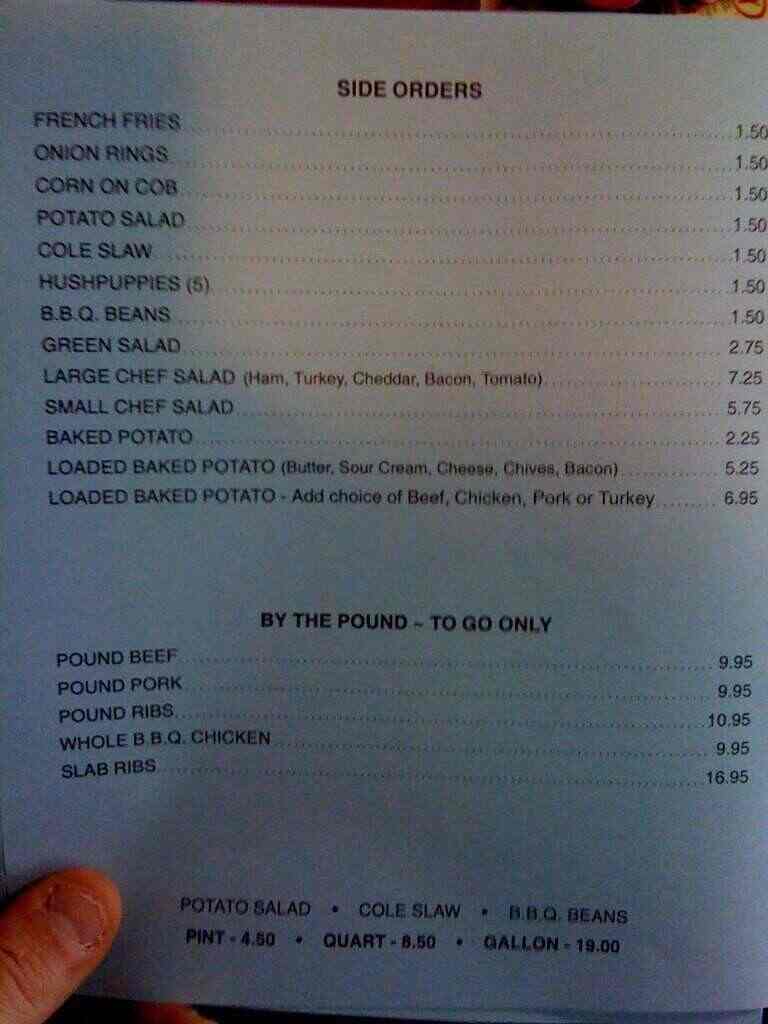 SIDE ORDERS
FRENCH FRIES 1.50
ONION RINGS 1.50
CORN ON COB 1.50
POTATO SALAD 1.50
COLE SLAW 1.50
HUSHPUPPIES (5) 1.50
B.B.Q. BEANS 1.50
GREEN SALAD 2.75
LARGE CHEF SALAD (Ham, Turkey, Cheddar, Bacon, Tomato) 7.25
SMALL CHEF SALAD 5.75
BAKED POTATO 2.25
LOADED BAKED POTATO (Butter, Sour Cream, Cheese, Chives, Bacon) 5.25
LOADED BAKED POTATO - Add choice of Beef, Chicken, Pork or Turkey 6.95
BY THE POUND ~ TO GO ONLY
POUND BEEF 9.95
POUND PORK 9.95
POUND RIBS 10.95
WHOLE B.B.Q. CHICKEN 9.95
SLAB RIBS 16.95
POTATO SALAD • COLE SLAW • B.B.Q. BEANS
PINT - 4.50 • QUART - 8.50 • GALLON - 19.00